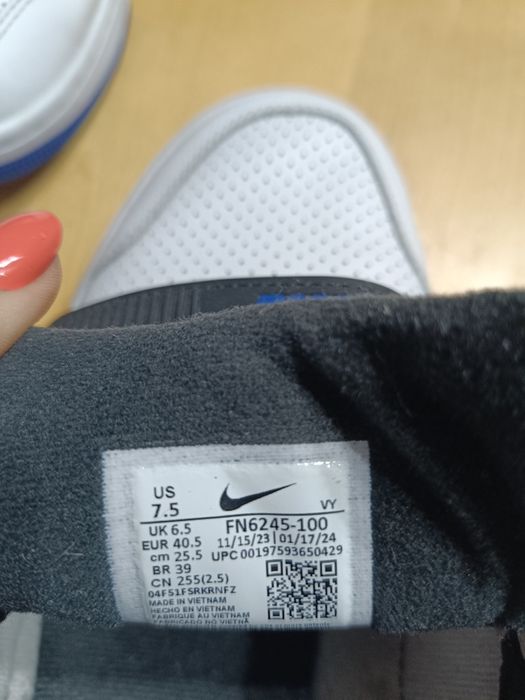 US
7.5
VY
UK 6.5
FN6245-100
EUR 40.5
11/15/23 | 01/17/24
cm 25.5
UPC 00197593650429
BR 39
CN 255(2.5)
04F51FSRKRNFZ
MADE IN VIETNAM
HECHO EN VIETNAM
FABRIQUE AU VIETNAM
FABRICADO NO VIETNÃ